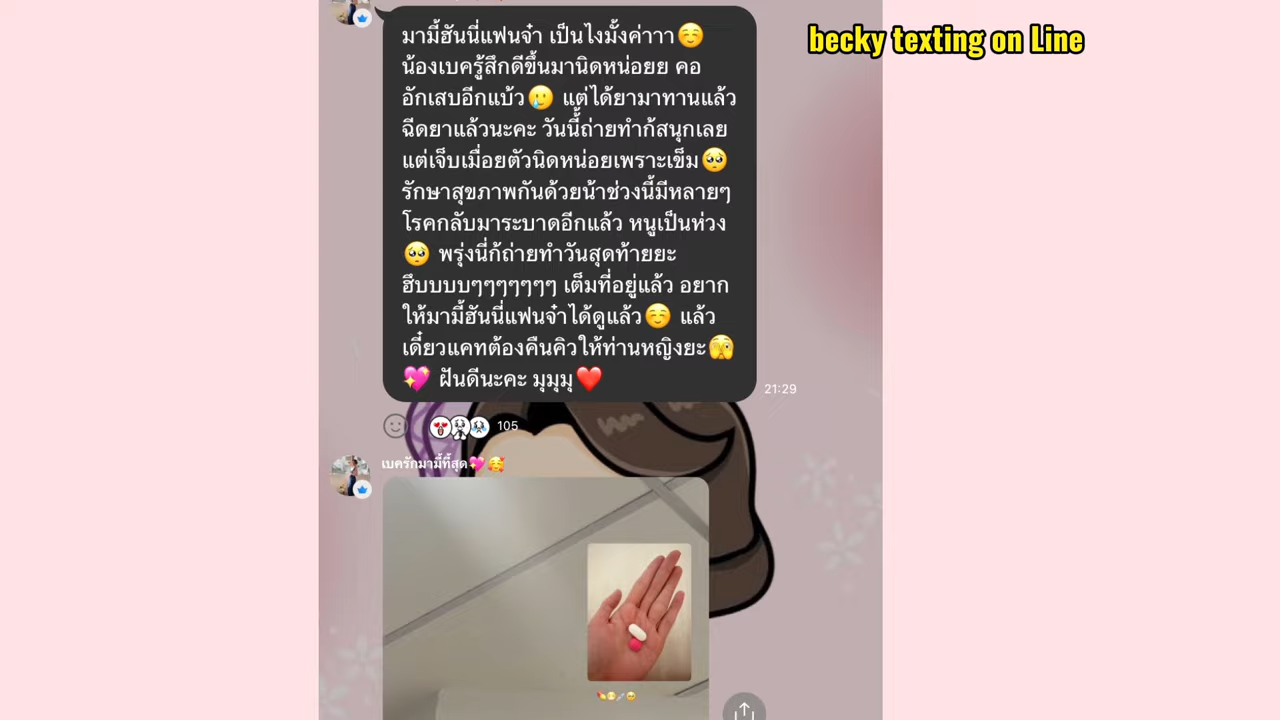 becky texting on Line
มามี้ฮันนี่แฟนจ๋า เป็นไงมั้งค่าาา☺️
น้องเบครู้สึกดีขึ้นมานิดหน่อยย คอ
อักเสบอีกแบ้ว🥲 แต่ได้ยามาทานแล้ว
ฉีดยาแล้วนะคะ วันนี้ถ่ายทำก้สนุกเลย
แต่เจ็บเมื่อยตัวนิดหน่อยเพราะเข็ม🥺
รักษาสุขภาพกันด้วยน้าช่วงนี้มีหลายๆ
โรคกลับมาระบาดอีกแล้ว หนูเป็นห่วง
🥺 พรุ่งนี่ก้ถ่ายทำวันสุดท้ายยะ
ฮึบบบบๆๆๆๆๆๆๆ เต็มที่อยู่แล้ว อยาก
ให้มามี้ฮันนี่แฟนจ๋าได้ดูแล้ว☺️ แล้ว
เดี๋ยวแคทต้องคืนคิวให้ท่านหญิงยะ🫣
💖 ฝันดีนะคะ มุมุมุ❤️
21:29
105
เบครักมามี้ที้สุด💖🥰